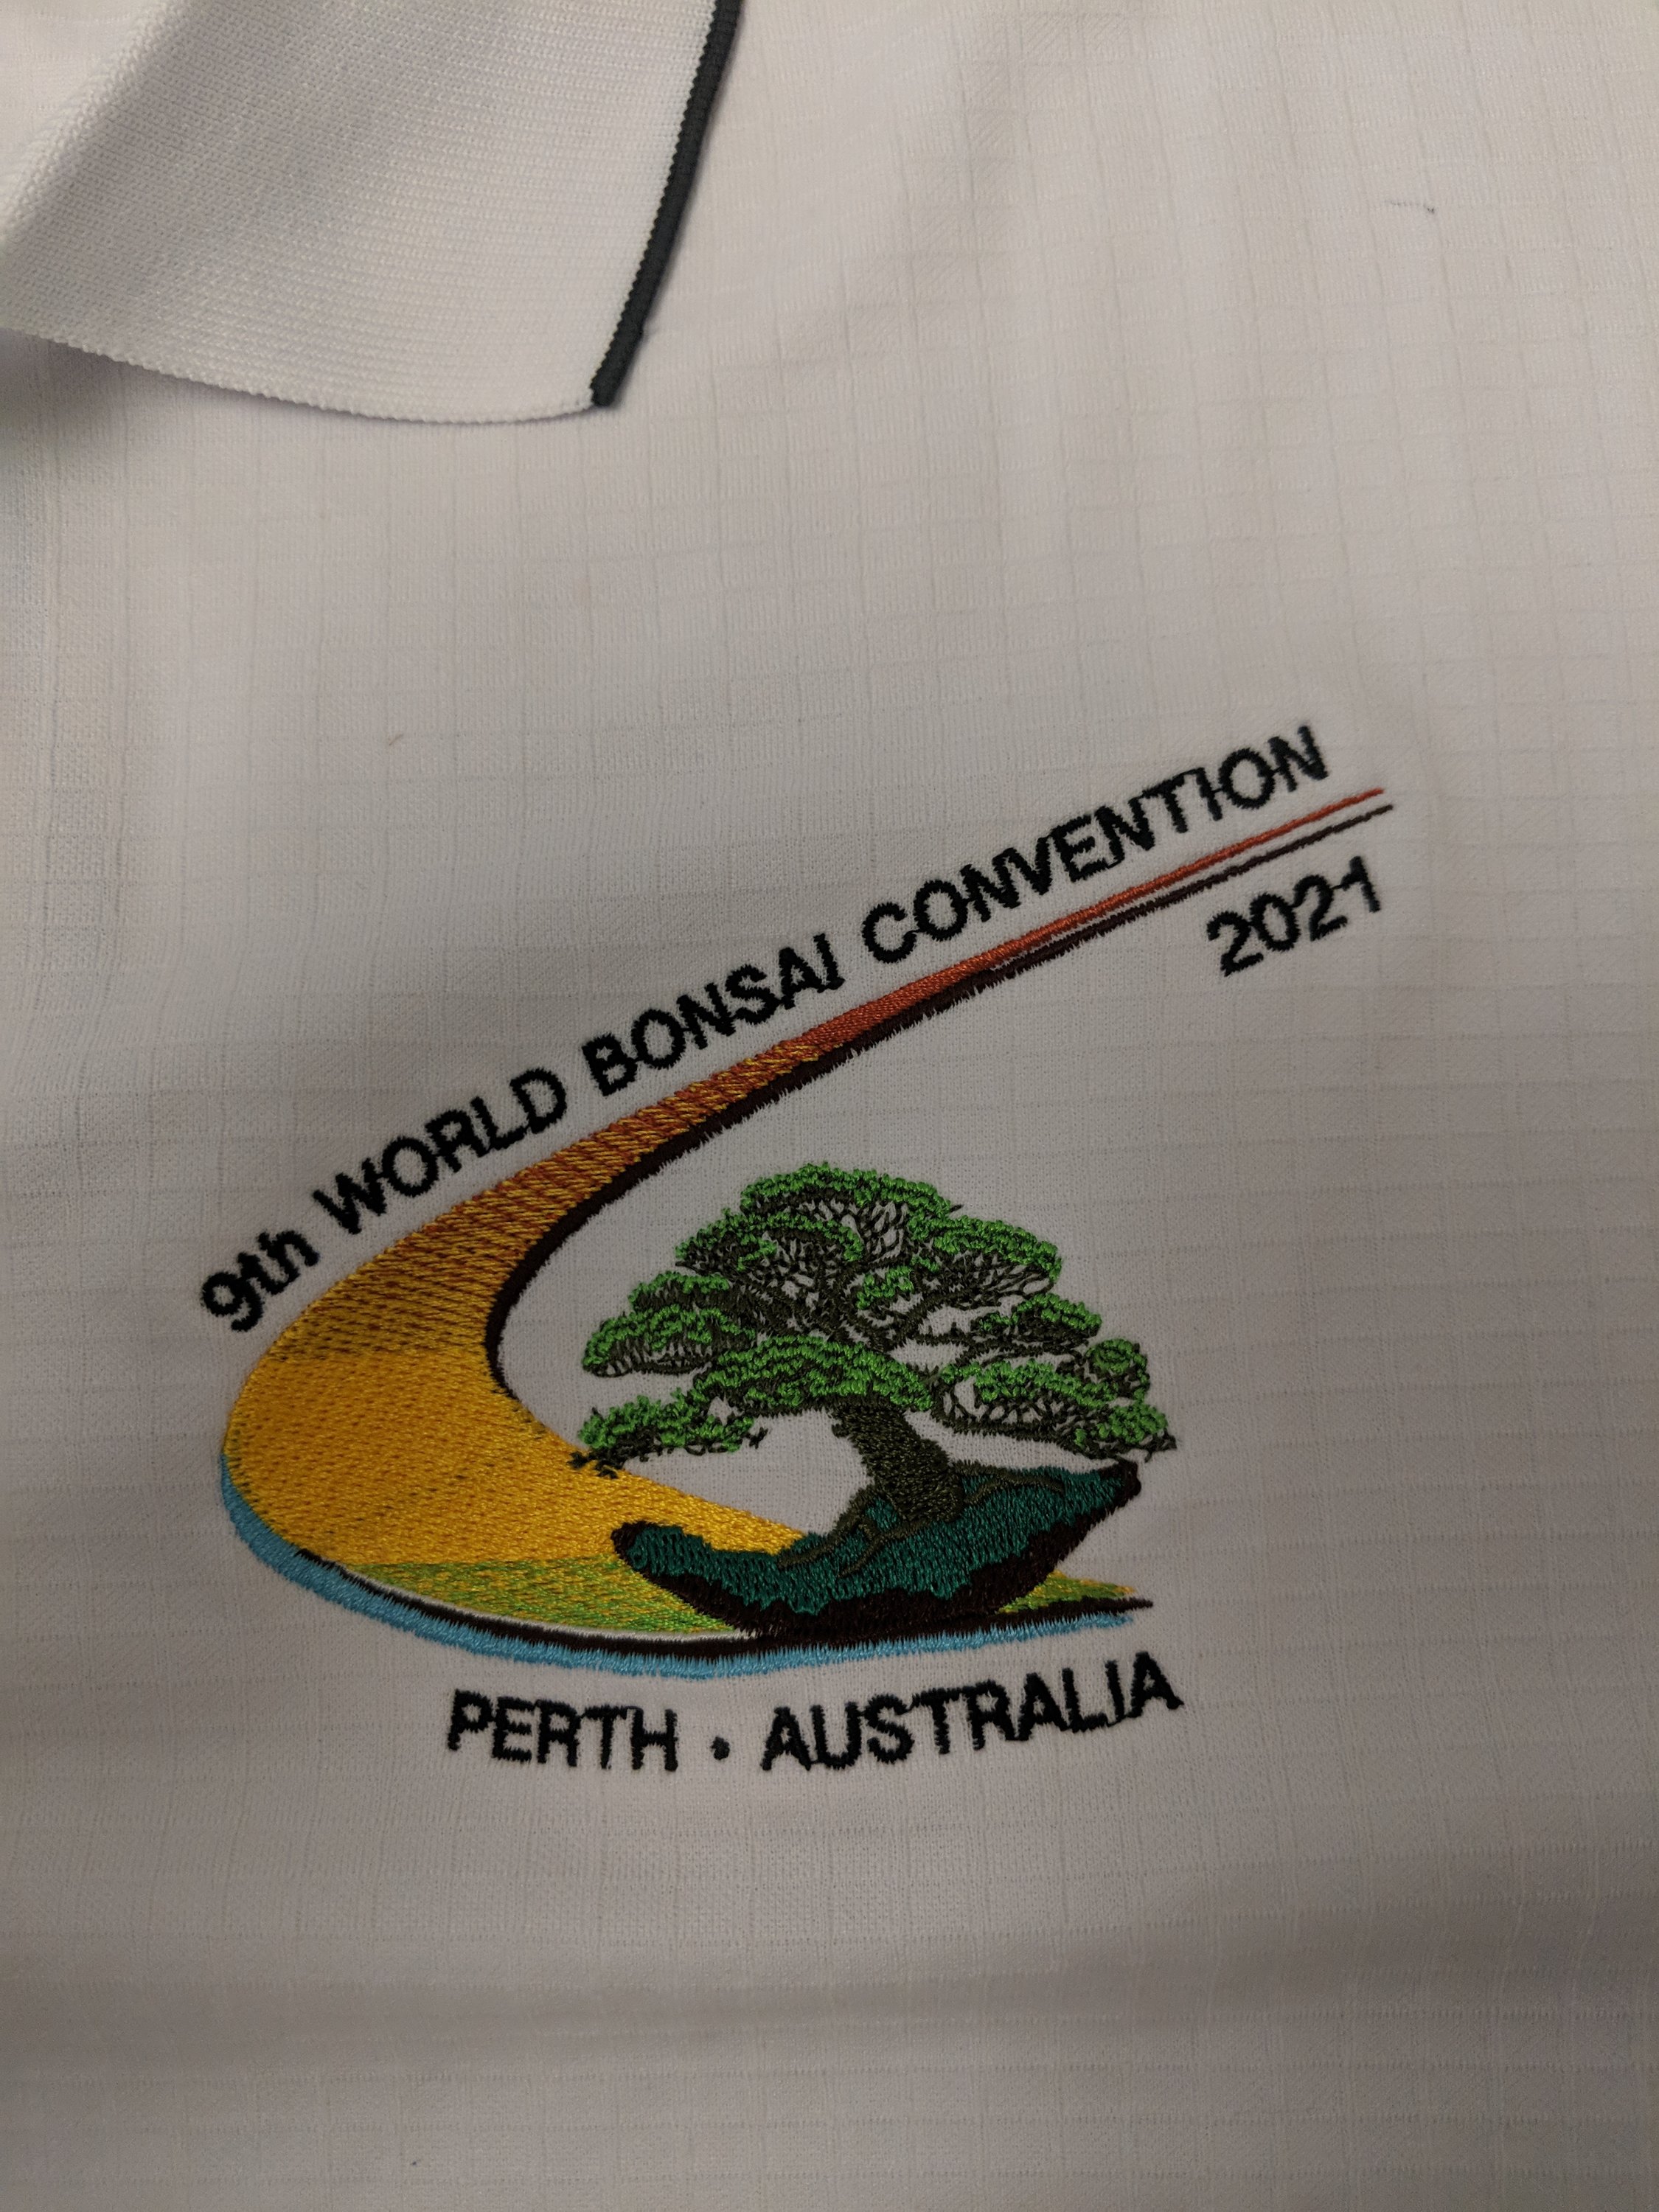 9th WORLD BONSAI CONVENTION
2021
PERTH • AUSTRALIA